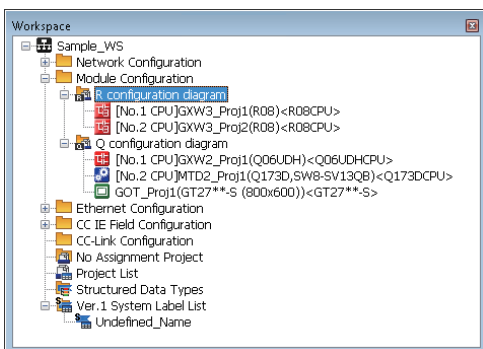 Workspace
Sample_WS
Network Configuration
Module Configuration
R configuration diagram
[No.1 CPU]GXW3_Proj1(R08)<R08CPU>
[No.2 CPU]GXW3_Proj2(R08)<R08CPU>
Q configuration diagram
[No.1 CPU]GXW2_Proj1(Q06UDH)<Q06UDHCPU>
[No.2 CPU]MTD2_Proj1(Q173D,SW8-SV13QB)<Q173DCPU>
GOT_Proj1(GT27**-S (800x600))<GT27**-S>
Ethernet Configuration
CC IE Field Configuration
CC-Link Configuration
No Assignment Project
Project List
Structured Data Types
Ver.1 System Label List
Undefined_Name